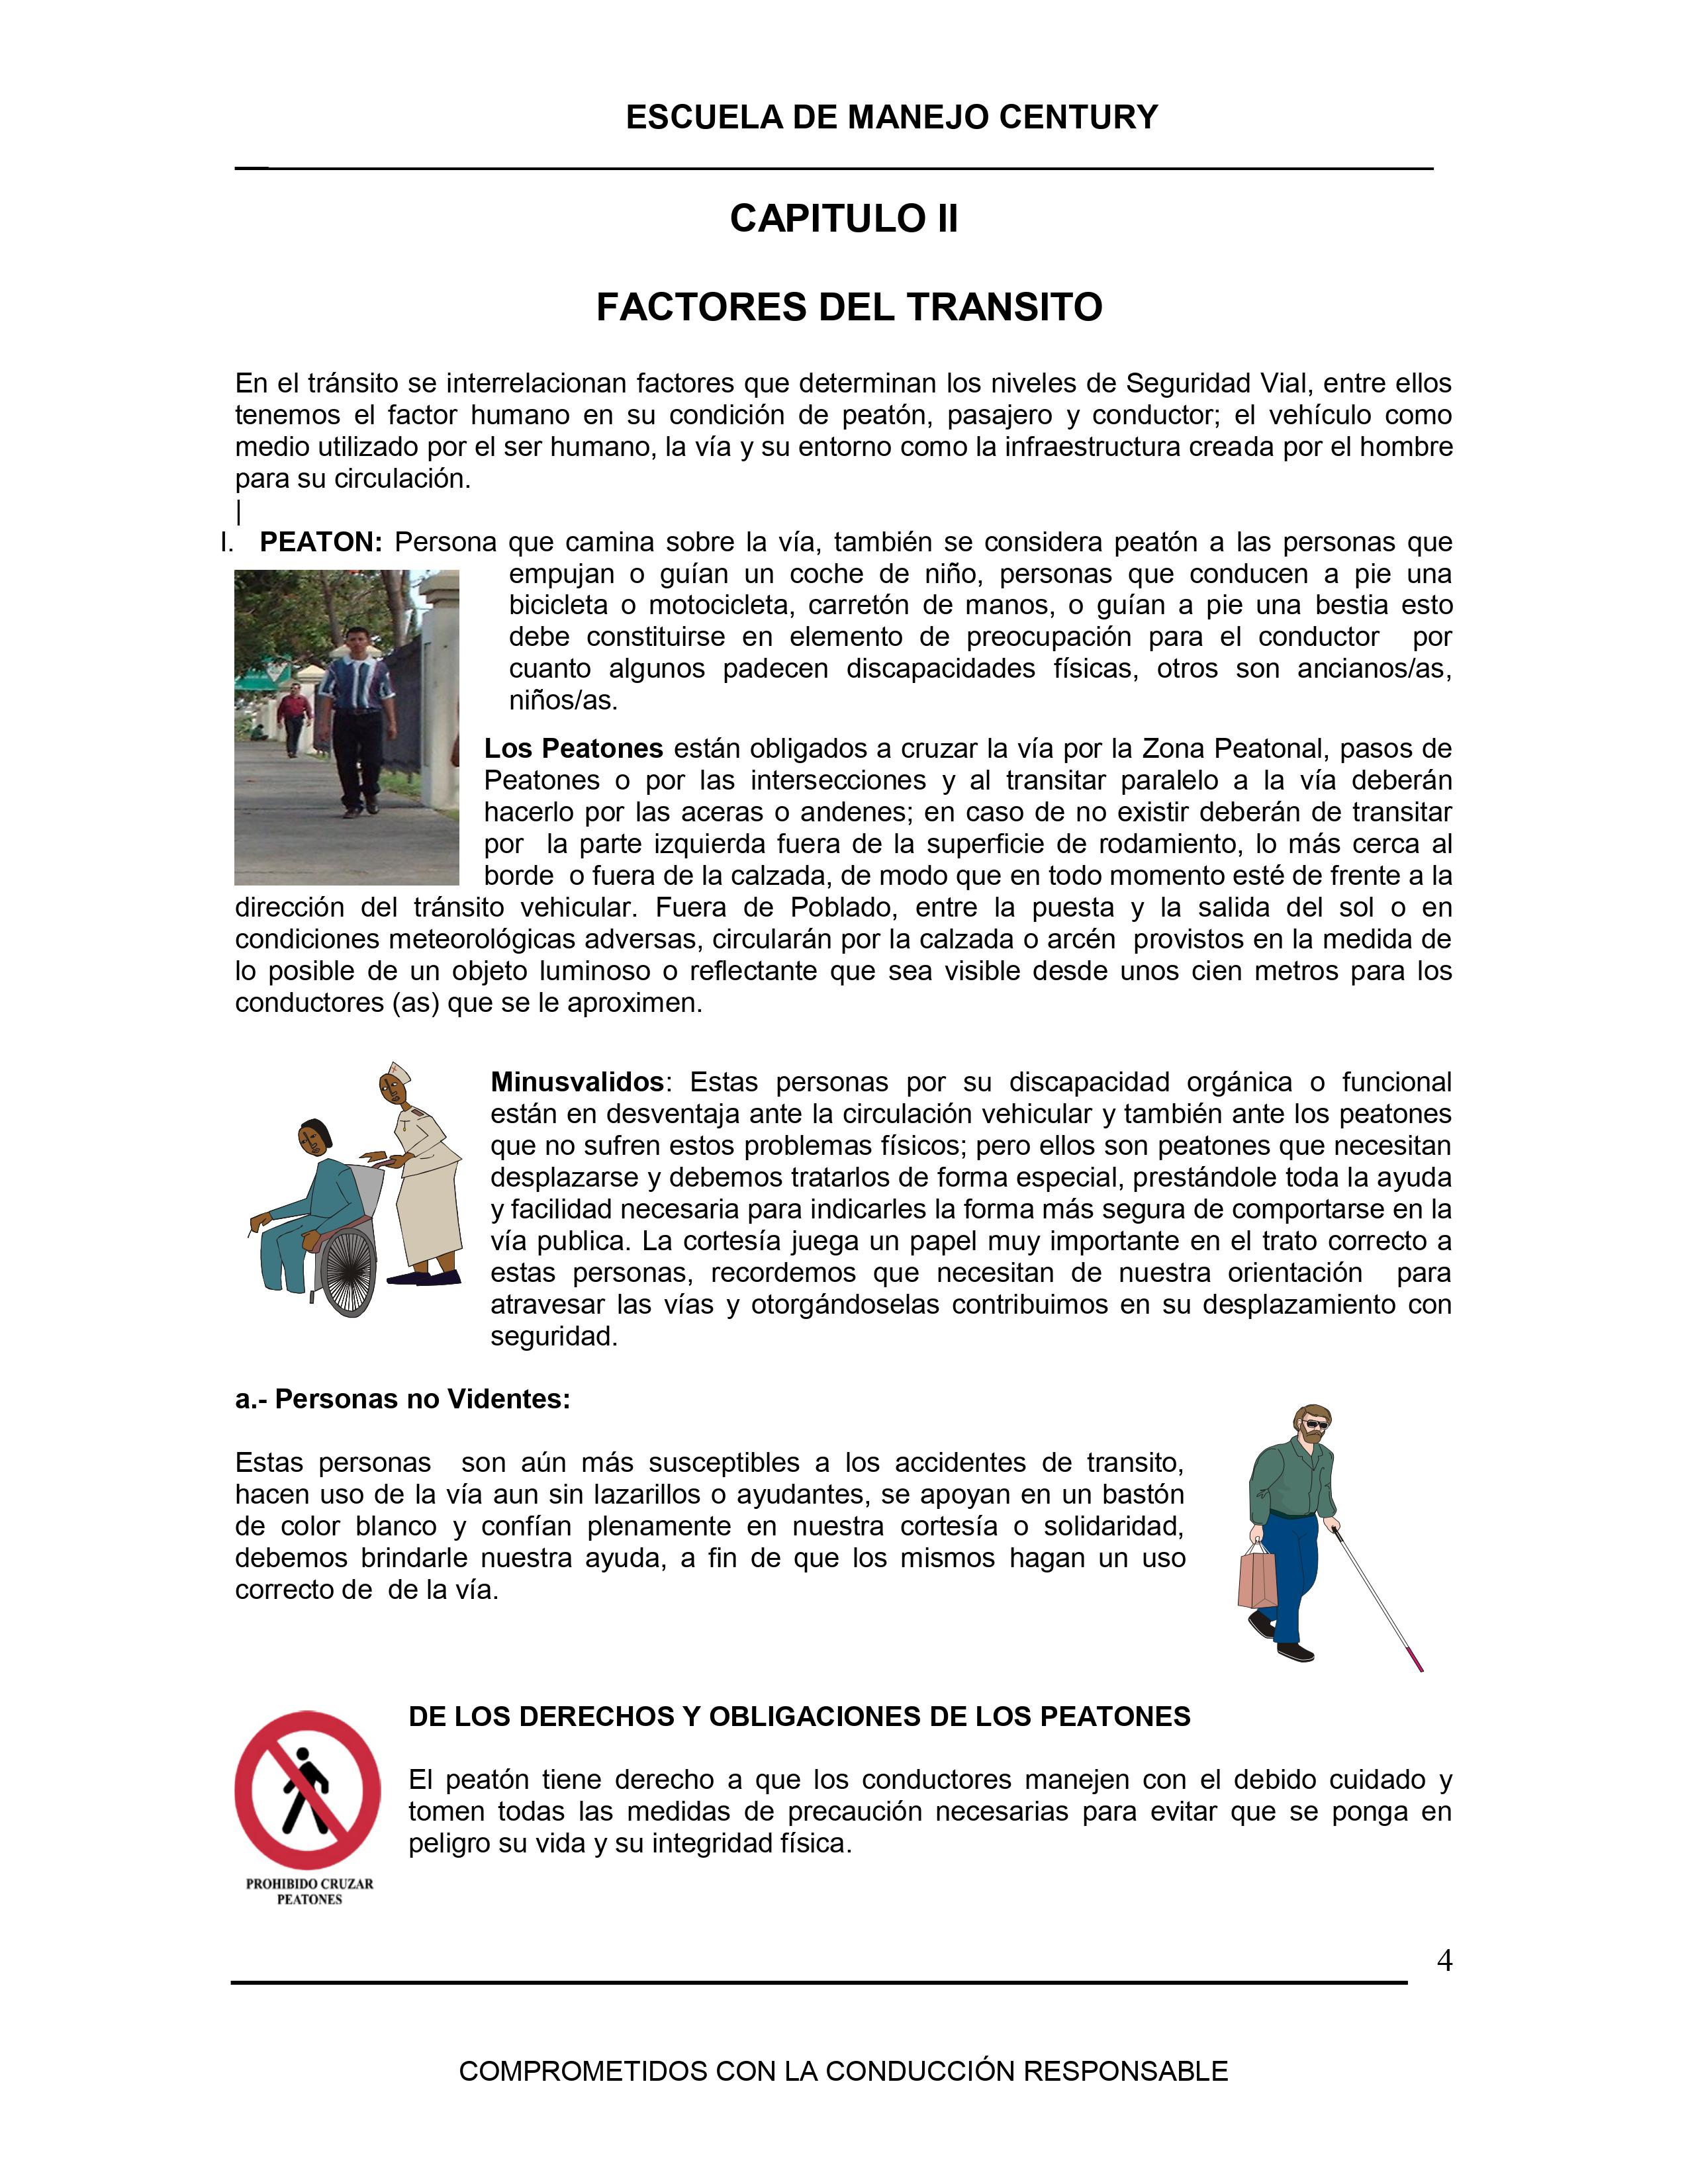 ESCUELA DE MANEJO CENTURY
CAPITULO II
FACTORES DEL TRANSITO
En el tránsito se interrelacionan factores que determinan los niveles de Seguridad Vial, entre ellos
tenemos el factor humano en su condición de peatón, pasajero y conductor; el vehículo como
medio utilizado por el ser humano, la vía y su entorno como la infraestructura creada por el hombre
para su circulación.
|
I. PEATON: Persona que camina sobre la vía, también se considera peatón a las personas que
empujan o guían un coche de niño, personas que conducen a pie una
bicicleta o motocicleta, carretón de manos, o guían a pie una bestia esto
debe constituirse en elemento de preocupación para el conductor por
cuanto algunos padecen discapacidades físicas, otros son ancianos/as,
niños/as.
Los Peatones están obligados a cruzar la vía por la Zona Peatonal, pasos de
Peatones o por las intersecciones y al transitar paralelo a la vía deberán
hacerlo por las aceras o andenes; en caso de no existir deberán de transitar
por la parte izquierda fuera de la superficie de rodamiento, lo más cerca al
borde o fuera de la calzada, de modo que en todo momento esté de frente a la
dirección del tránsito vehicular. Fuera de Poblado, entre la puesta y la salida del sol o en
condiciones meteorológicas adversas, circularán por la calzada o arcén provistos en la medida de
lo posible de un objeto luminoso o reflectante que sea visible desde unos cien metros para los
conductores (as) que se le aproximen.
Minusvalidos: Estas personas por su discapacidad orgánica o funcional
están en desventaja ante la circulación vehicular y también ante los peatones
que no sufren estos problemas físicos; pero ellos son peatones que necesitan
desplazarse y debemos tratarlos de forma especial, prestándole toda la ayuda
y facilidad necesaria para indicarles la forma más segura de comportarse en la
vía publica. La cortesía juega un papel muy importante en el trato correcto a
estas personas, recordemos que necesitan de nuestra orientación para
atravesar las vías y otorgándoselas contribuimos en su desplazamiento con
seguridad.
a.- Personas no Videntes:
Estas personas son aún más susceptibles a los accidentes de transito,
hacen uso de la vía aun sin lazarillos o ayudantes, se apoyan en un bastón
de color blanco y confían plenamente en nuestra cortesía o solidaridad,
debemos brindarle nuestra ayuda, a fin de que los mismos hagan un uso
correcto de de la vía.
DE LOS DERECHOS Y OBLIGACIONES DE LOS PEATONES
El peatón tiene derecho a que los conductores manejen con el debido cuidado y
tomen todas las medidas de precaución necesarias para evitar que se ponga en
peligro su vida y su integridad física.
PROHIBIDO CRUZAR
PEATONES
4
COMPROMETIDOS CON LA CONDUCCIÓN RESPONSABLE